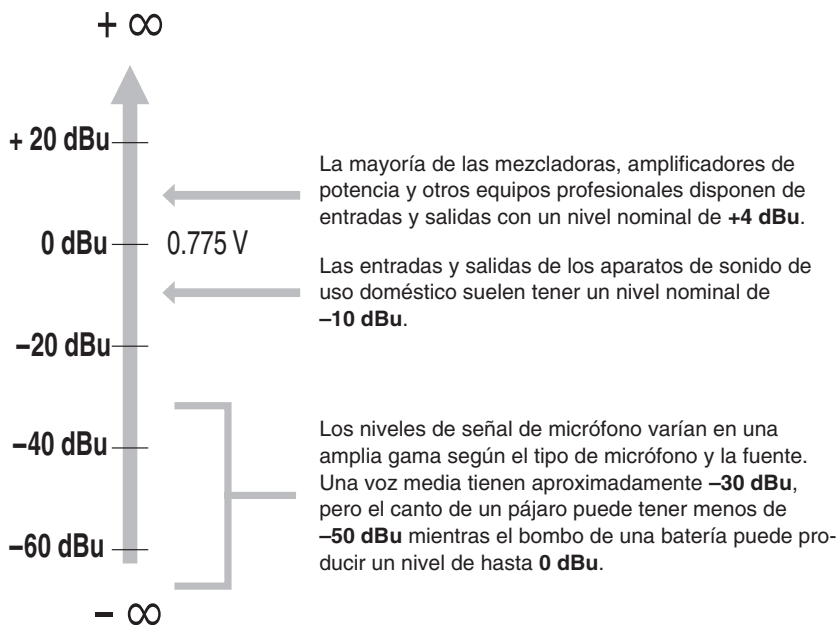 + ∞
+ 20 dBu
La mayoría de las mezcladoras, amplificadores de
potencia y otros equipos profesionales disponen de
entradas y salidas con un nivel nominal de +4 dBu.
0 dBu
0.775 V
Las entradas y salidas de los aparatos de sonido de
uso doméstico suelen tener un nivel nominal de
–10 dBu.
–20 dBu
–40 dBu
Los niveles de señal de micrófono varían en una
amplia gama según el tipo de micrófono y la fuente.
Una voz media tienen aproximadamente –30 dBu,
pero el canto de un pájaro puede tener menos de
–50 dBu mientras el bombo de una batería puede pro-
ducir un nivel de hasta 0 dBu.
–60 dBu
– ∞